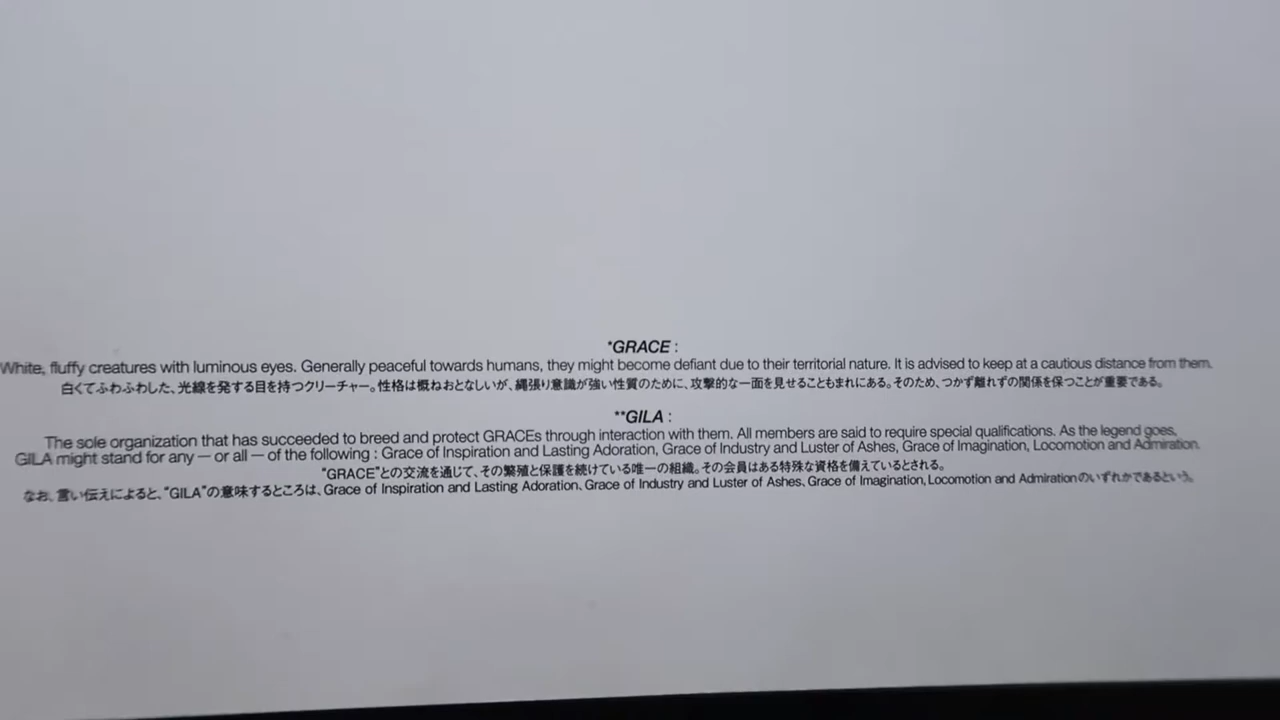 *GRACE :
White, fluffy creatures with luminous eyes. Generally peaceful towards humans, they might become defiant due to their territorial nature. It is advised to keep at a cautious distance from them.
白くてふわふわした、光線を発する目を持つクリーチャー。性格は概ねおとなしいが、縄張り意識が強い性質のために、攻撃的な一面を見せることもまれにある。そのため、つかず離れずの関係を保つことが重要である。
**GILA :
The sole organization that has succeeded to breed and protect GRACEs through interaction with them. All members are said to require special qualifications. As the legend goes,
GILA might stand for any — or all — of the following : Grace of Inspiration and Lasting Adoration, Grace of Industry and Luster of Ashes, Grace of Imagination, Locomotion and Admiration.
"GRACE"との交流を通じて、その繁殖と保護を続けている唯一の組織。その会員はある特殊な資格を備えているとされる。
なお、言い伝えによると、"GILA"の意味するところは、Grace of Inspiration and Lasting Adoration、Grace of Industry and Luster of Ashes、Grace of Imagination, Locomotion and Admirationのいずれかであるという。